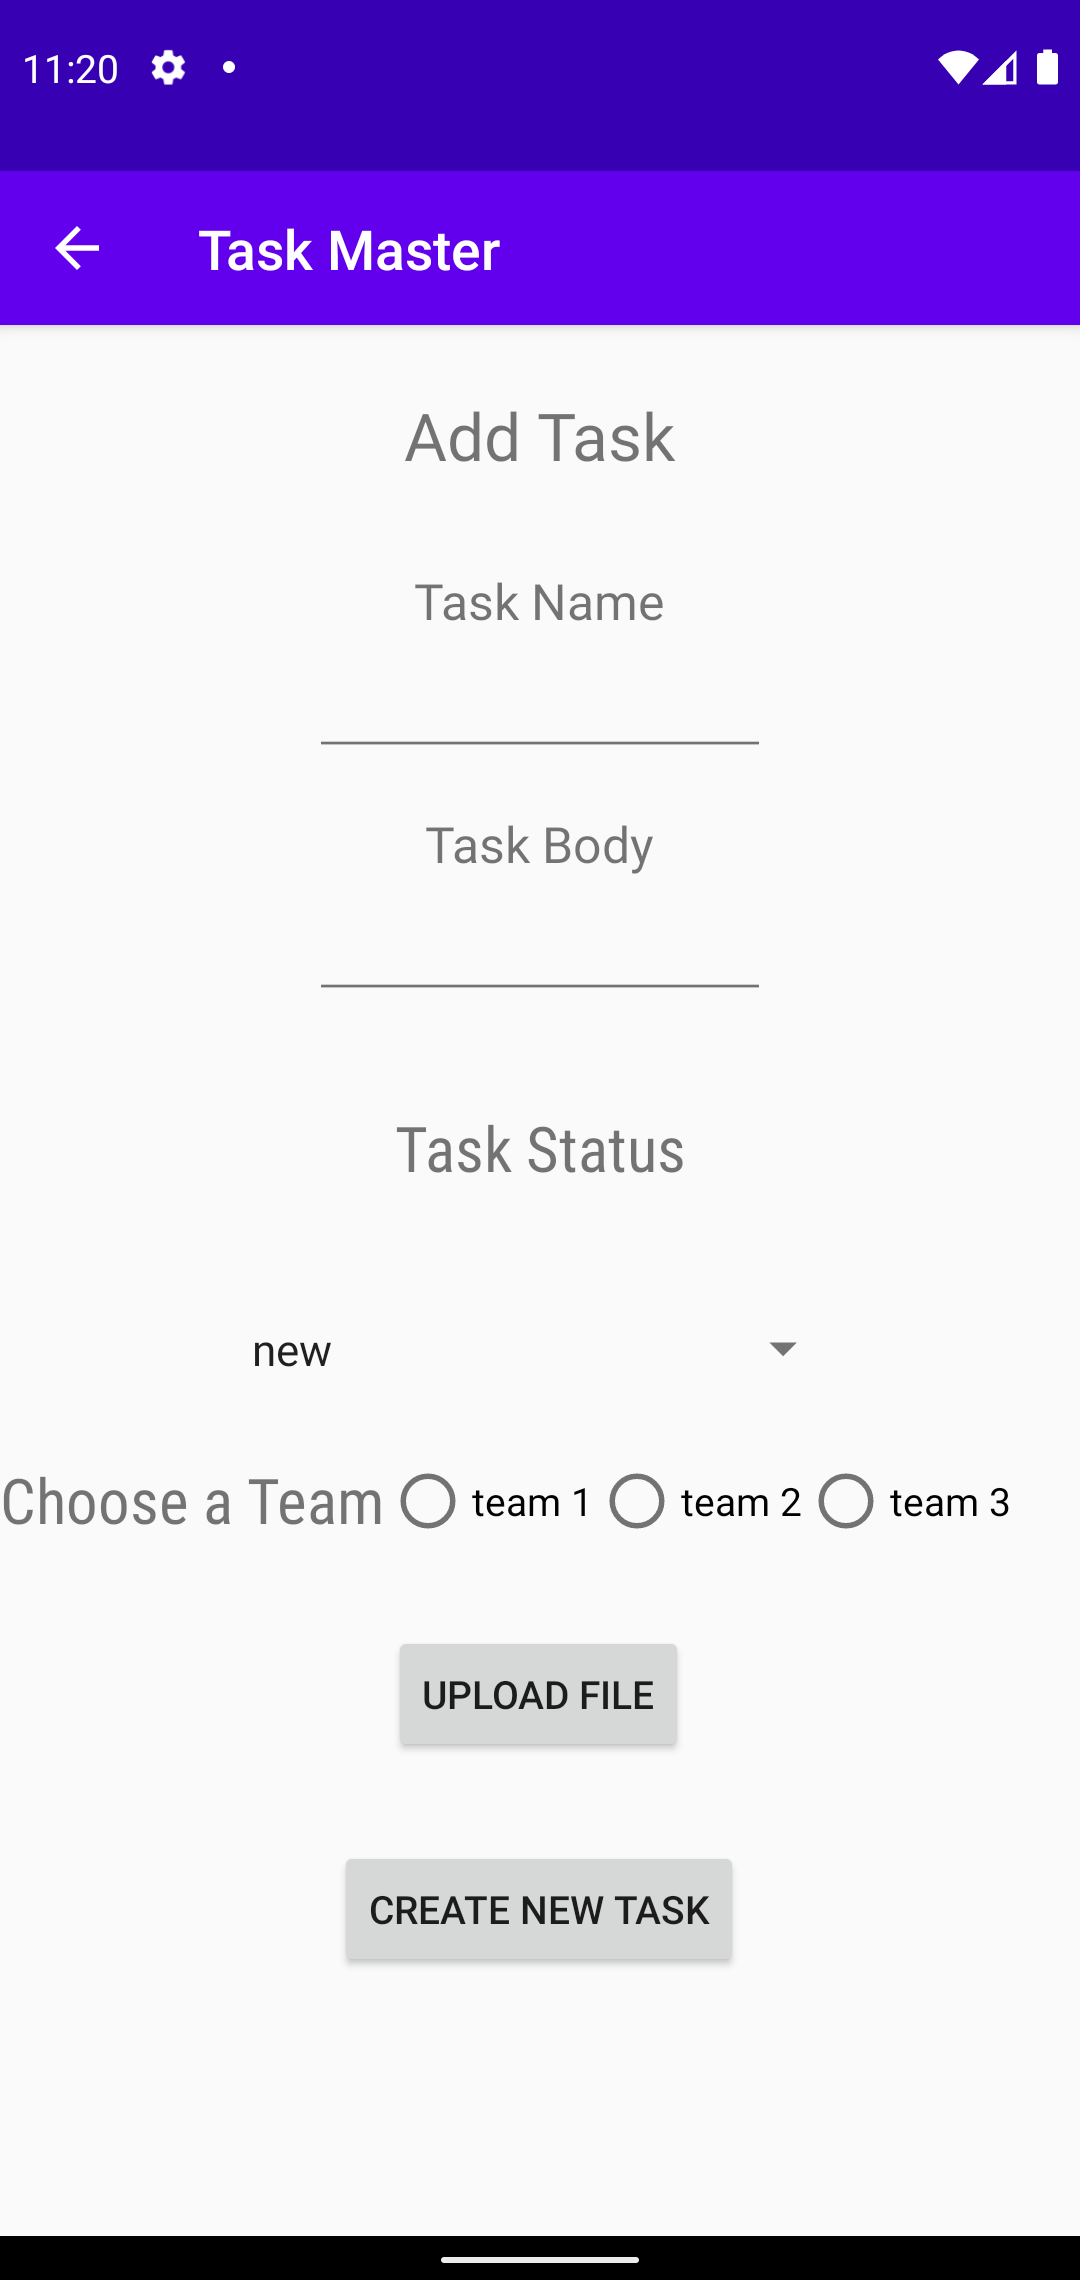 11:20
Task Master
Add Task
Task Name
Task Body
Task Status
new
Choose a Team team 1 team 2 team 3
UPLOAD FILE
CREATE NEW TASK